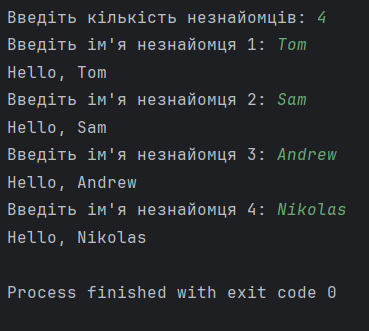 Введіть кількість незнайомців: 4
Введіть ім'я незнайомця 1: Tom
Hello, Tom
Введіть ім'я незнайомця 2: Sam
Hello, Sam
Введіть ім'я незнайомця 3: Andrew
Hello, Andrew
Введіть ім'я незнайомця 4: Nikolas
Hello, Nikolas
Process finished with exit code 0